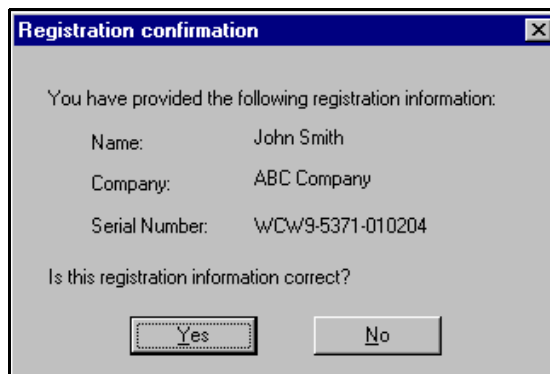 Registration confirmation
You have provided the following registration information:
Name: John Smith
Company: ABC Company
Serial Number: WCW9-5371-010204
Is this registration information correct?
Yes No